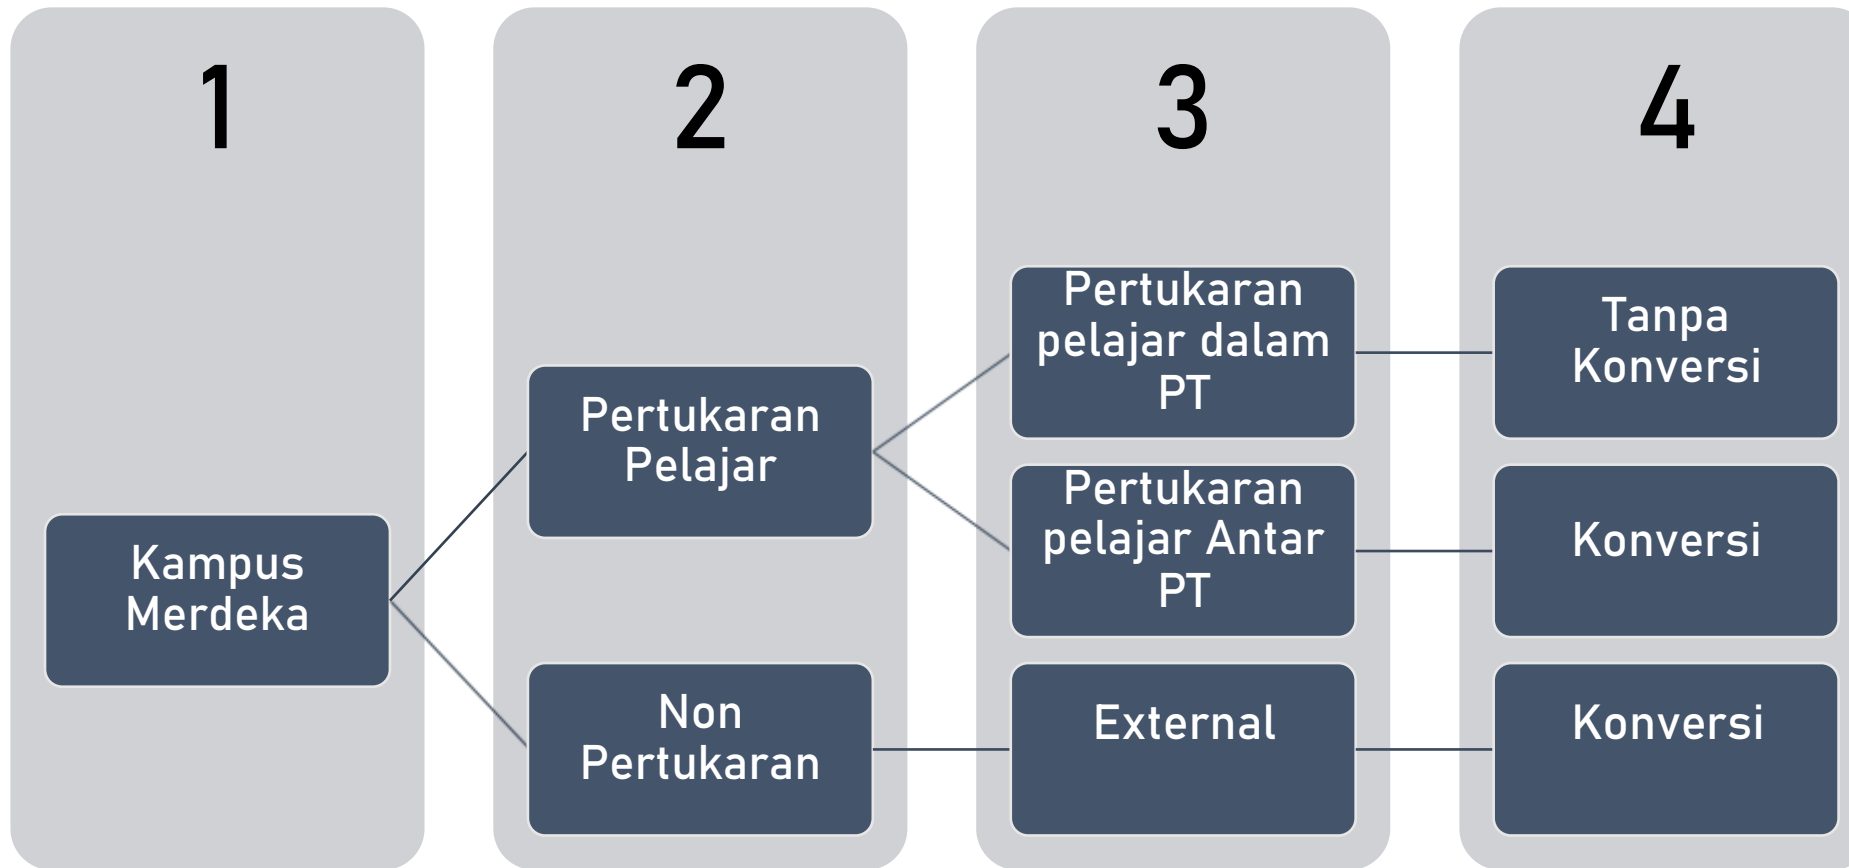 1
2
3
4
Kampus
Merdeka
Pertukaran
Pelajar
Non
Pertukaran
Pertukaran
pelajar dalam
PT
Pertukaran
pelajar Antar
PT
External
Tanpa
Konversi
Konversi
Konversi